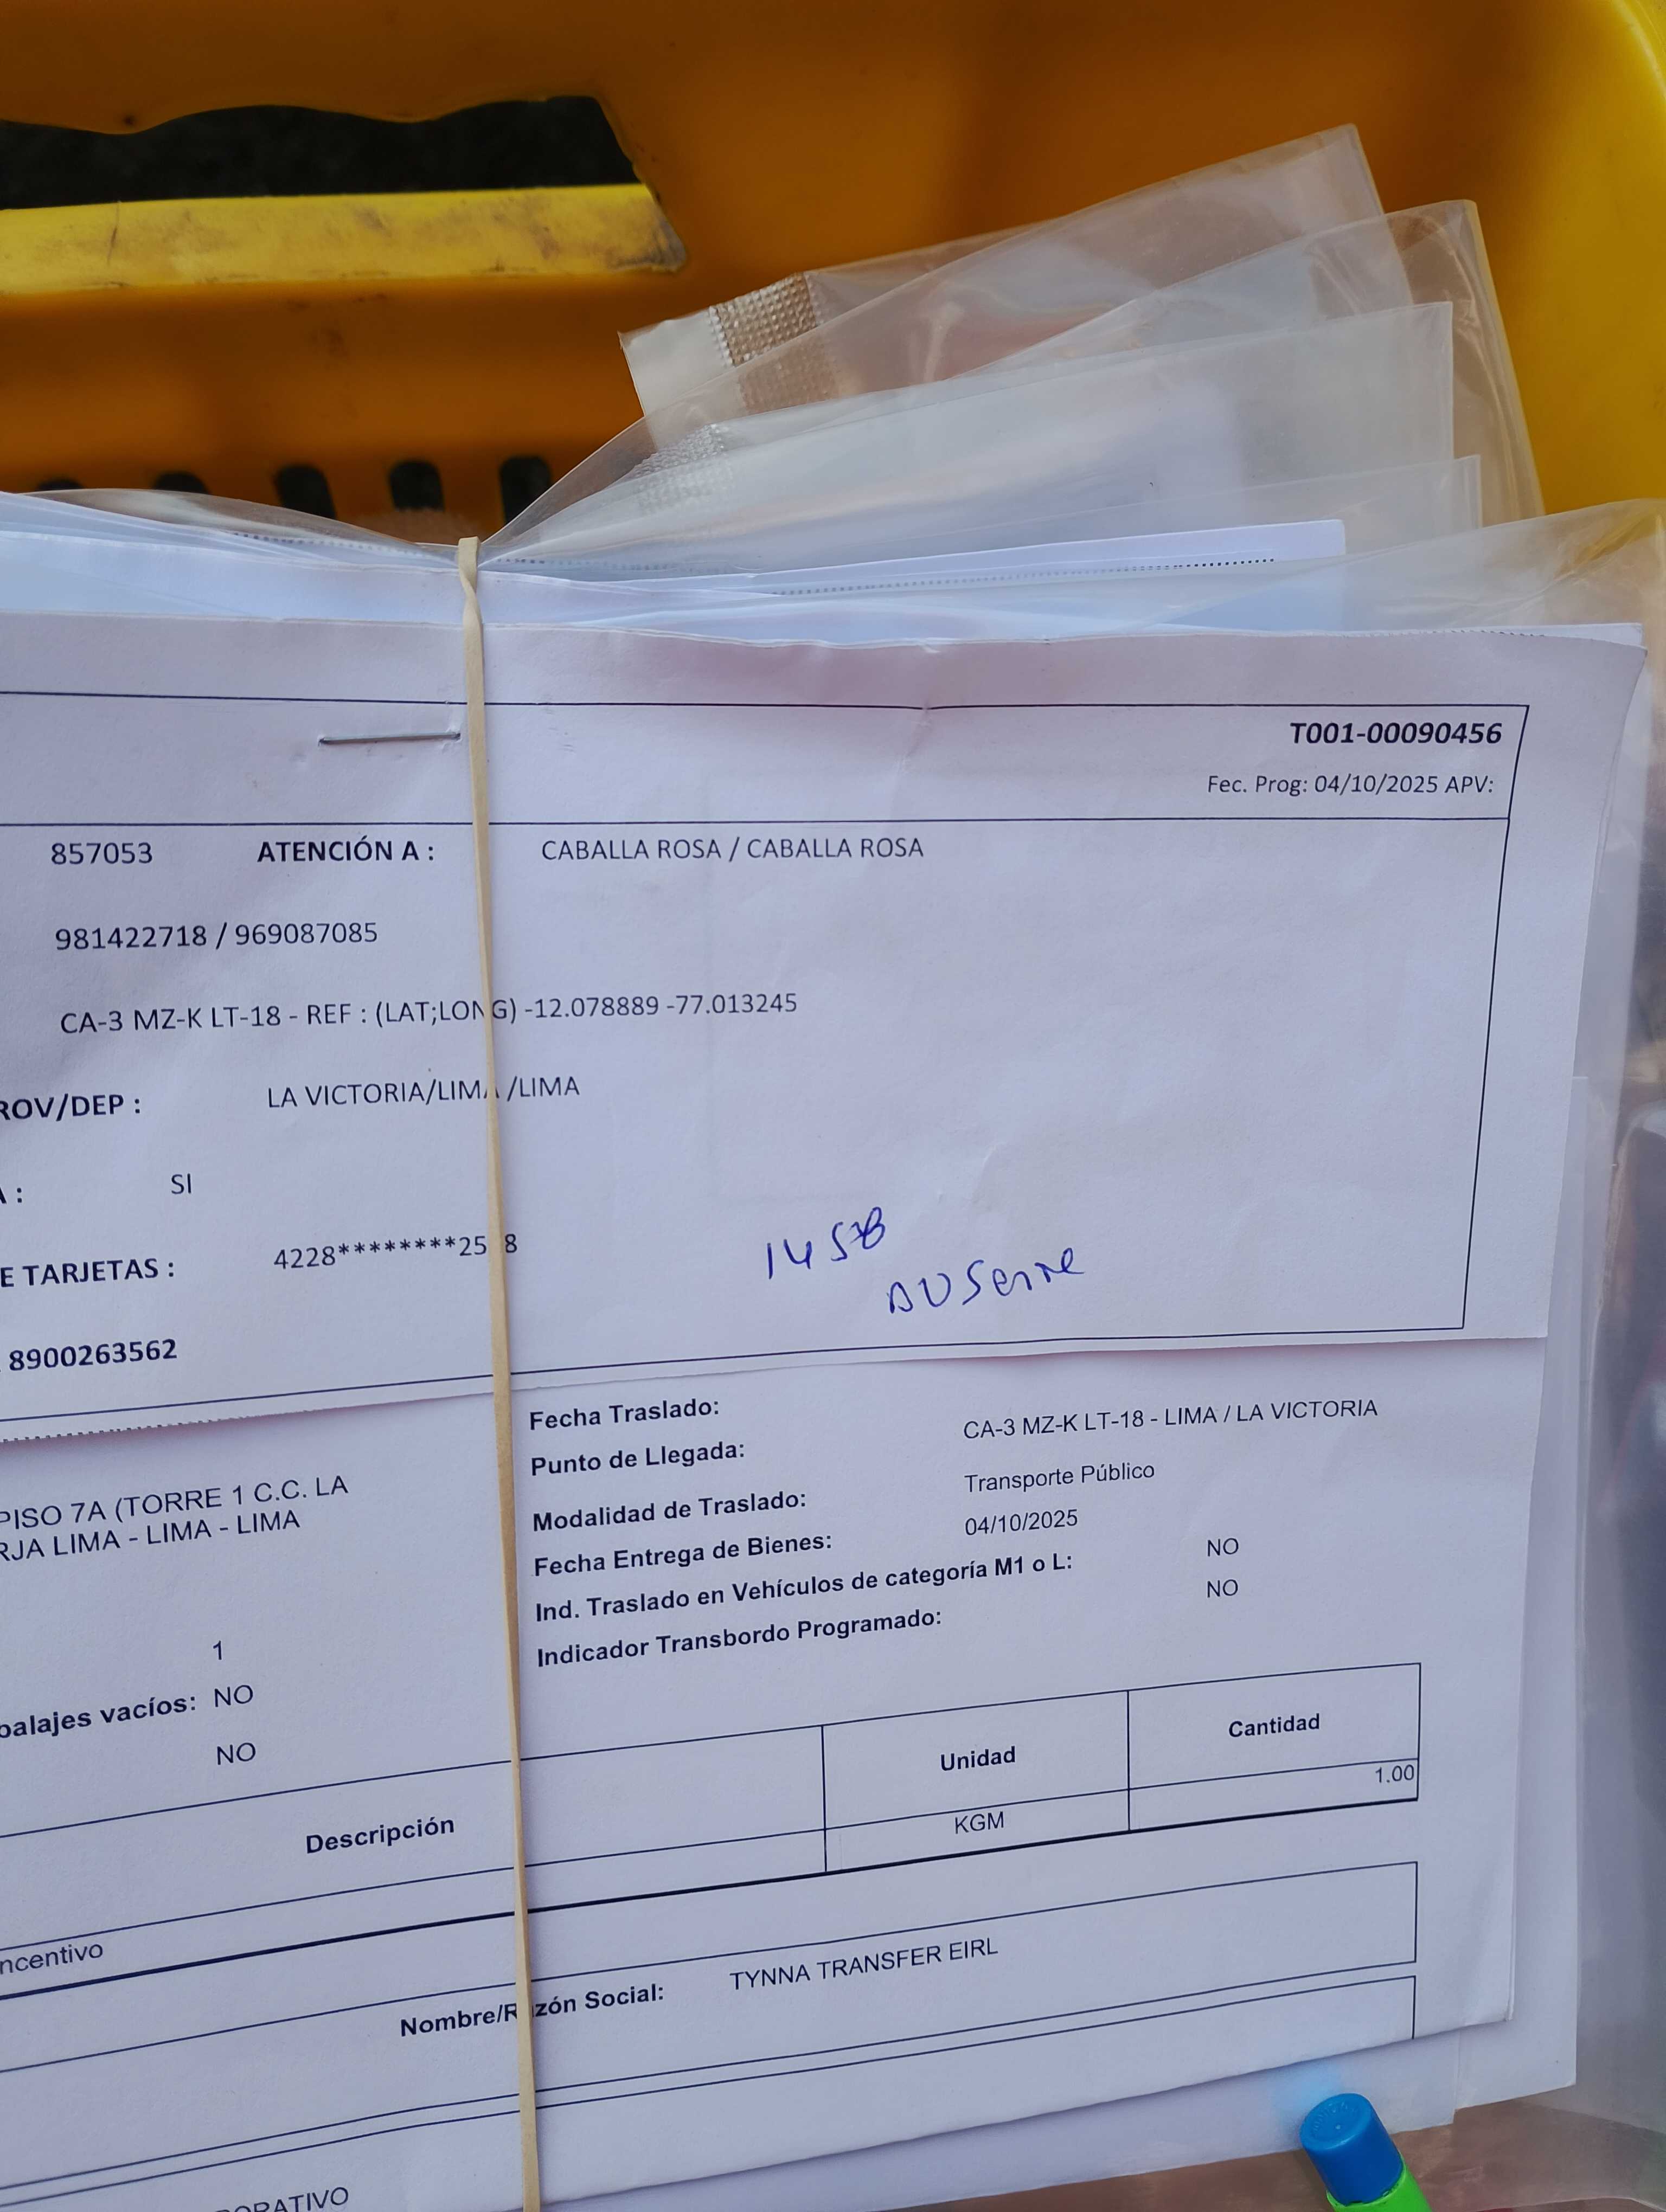 T001-00090456
Fec. Prog: 04/10/2025 APV:
857053 ATENCIÓN A : CABALLA ROSA / CABALLA ROSA
981422718 / 969087085
CA-3 MZ-K LT-18 - REF : (LAT;LONG) -12.078889 -77.013245
ROV/DEP : LA VICTORIA/LIMA /LIMA
A : SI
E TARJETAS : 4228********25 8
1458
AUSente
8900263562
Fecha Traslado:
Punto de Llegada: CA-3 MZ-K LT-18 - LIMA / LA VICTORIA
Modalidad de Traslado: Transporte Público
Fecha Entrega de Bienes: 04/10/2025
Ind. Traslado en Vehículos de categoría M1 o L: NO
Indicador Transbordo Programado: NO
PISO 7A (TORRE 1 C.C. LA
RJA LIMA - LIMA - LIMA
1
balajes vacíos: NO
NO
Descripción Unidad Cantidad
KGM 1.00
ncentivo
Nombre/Razón Social: TYNNA TRANSFER EIRL
ORATIVO